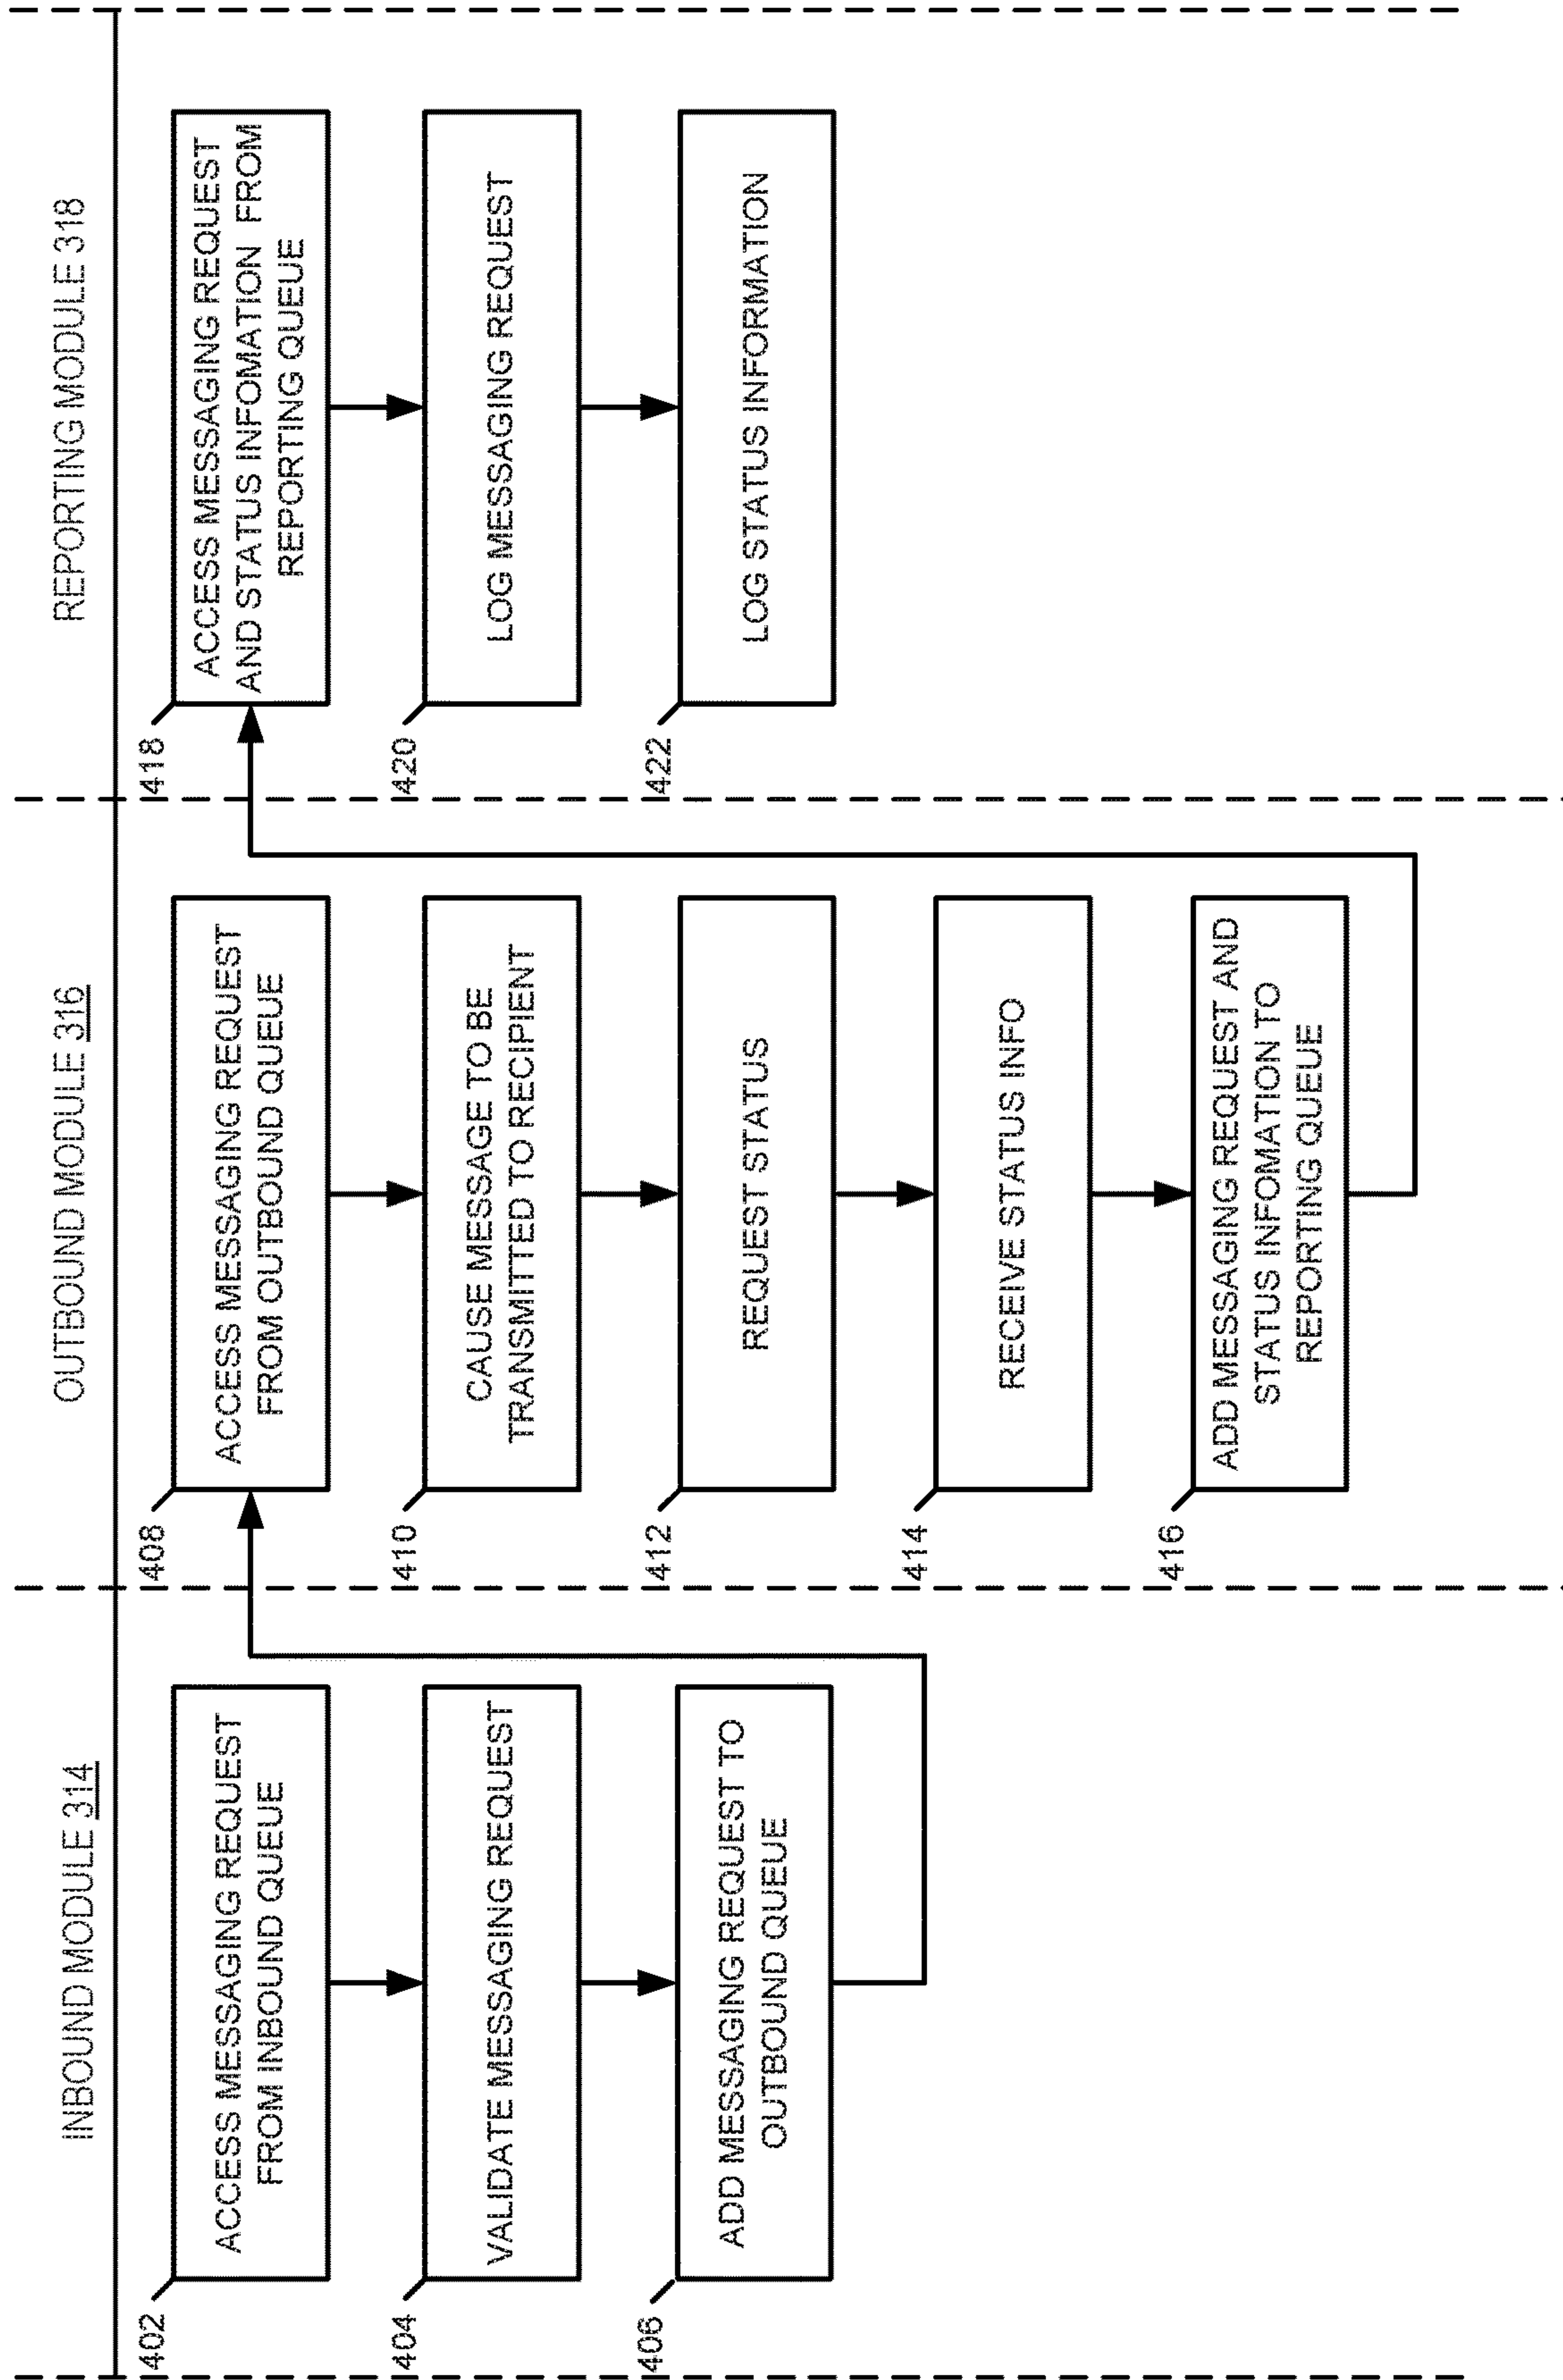 INBOUND MODULE 314
402
ACCESS MESSAGING REQUEST
FROM INBOUND QUEUE
404
VALIDATE MESSAGING REQUEST
406
ADD MESSAGING REQUEST TO
OUTBOUND QUEUE
OUTBOUND MODULE 316
408
ACCESS MESSAGING REQUEST
FROM OUTBOUND QUEUE
410
CAUSE MESSAGE TO BE
TRANSMITTED TO RECIPIENT
412
REQUEST STATUS
414
RECEIVE STATUS INFO
416
ADD MESSAGING REQUEST AND
STATUS INFOMATION TO
REPORTING QUEUE
REPORTING MODULE 318
418
ACCESS MESSAGING REQUEST
AND STATUS INFOMATION FROM
REPORTING QUEUE
420
LOG MESSAGING REQUEST
422
LOG STATUS INFORMATION